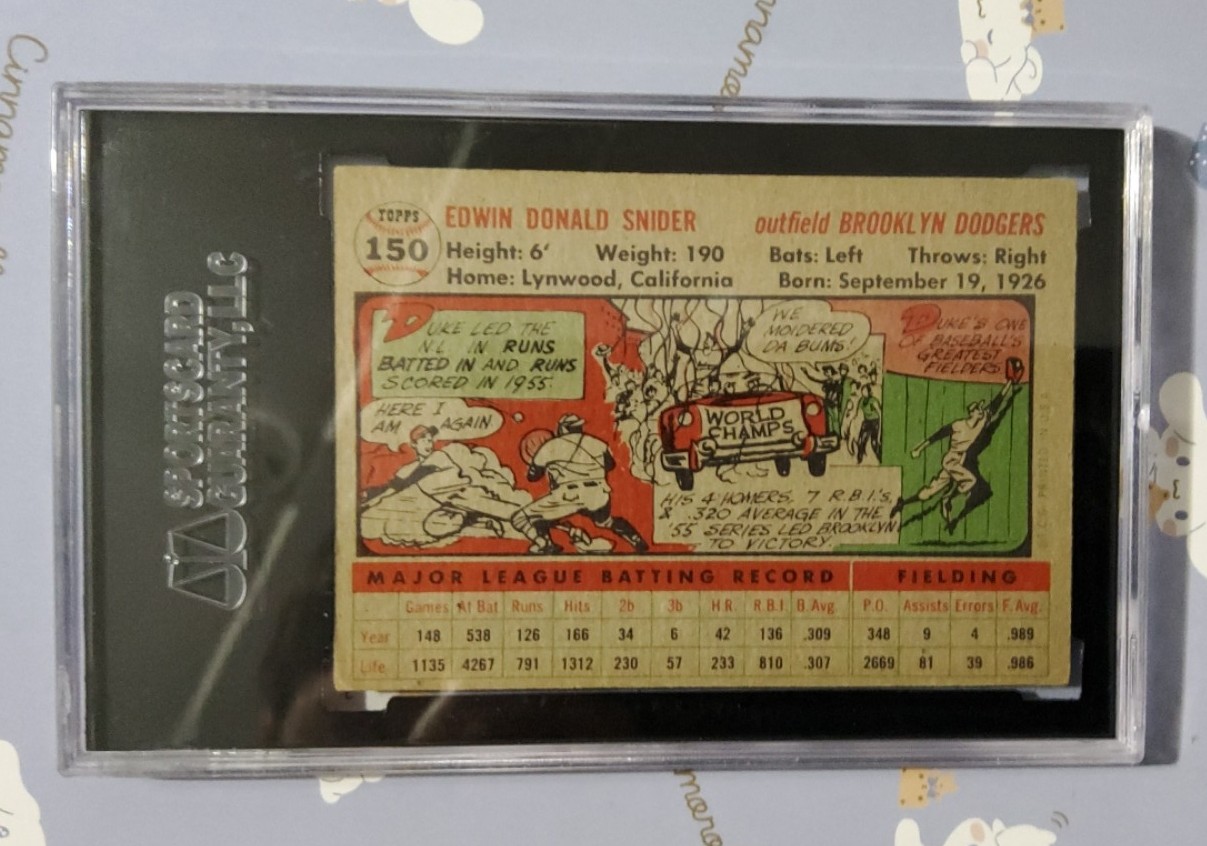 SPORTSCARD
GUARANTY, LLC
TOPPS
150
EDWIN DONALD SNIDER outfield BROOKLYN DODGERS
Height: 6' Weight: 190 Bats: Left Throws: Right
Home: Lynwood, California Born: September 19, 1926
DUKE LED THE
N.L. IN RUNS
BATTED IN AND RUNS
SCORED IN 1955.
HERE I
AM AGAIN.
WE
MOIDERED
DA BUMS!
WORLD
CHAMPS
HIS 4 HOMERS, 7 R.B.I.'S,
& .320 AVERAGE IN THE
'55 SERIES LED BROOKLYN
TO VICTORY.
DUKE'S ONE
OF BASEBALL'S
GREATEST
FIELDERS.
PRINTED IN U.S.A.
MAJOR LEAGUE BATTING RECORD FIELDING
Games At Bat Runs Hits 2b 3b H.R. R.B.I. B.Avg. P.O. Assists Errors F.Avg.
Year 148 538 126 166 34 6 42 136 .309 348 9 4 .989
Life 1135 4267 791 1312 230 57 233 810 .307 2669 81 39 .986